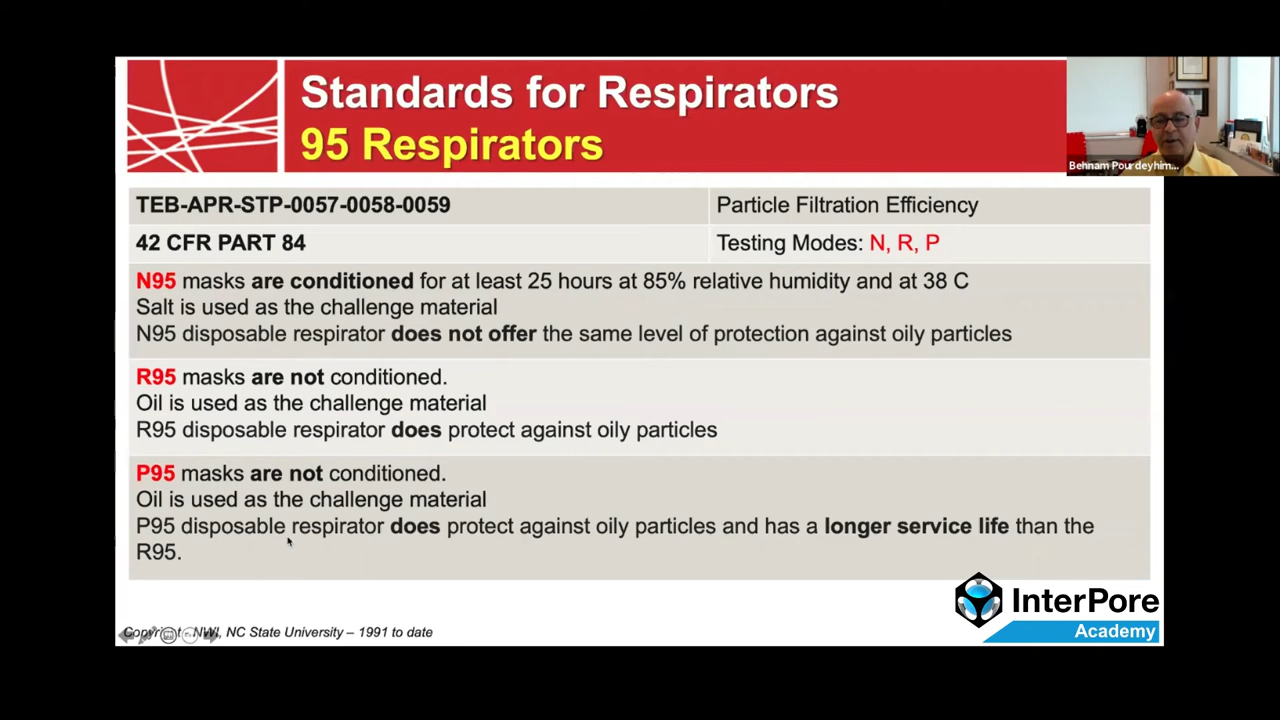 Standards for Respirators
95 Respirators
Behnam Pourdeyhim...
TEB-APR-STP-0057-0058-0059
Particle Filtration Efficiency
42 CFR PART 84
Testing Modes: N, R, P
N95 masks are conditioned for at least 25 hours at 85% relative humidity and at 38 C
Salt is used as the challenge material
N95 disposable respirator does not offer the same level of protection against oily particles
R95 masks are not conditioned.
Oil is used as the challenge material
R95 disposable respirator does protect against oily particles
P95 masks are not conditioned.
Oil is used as the challenge material
P95 disposable respirator does protect against oily particles and has a longer service life than the
R95.
InterPore
Academy
Copyright - NWI, NC State University – 1991 to date